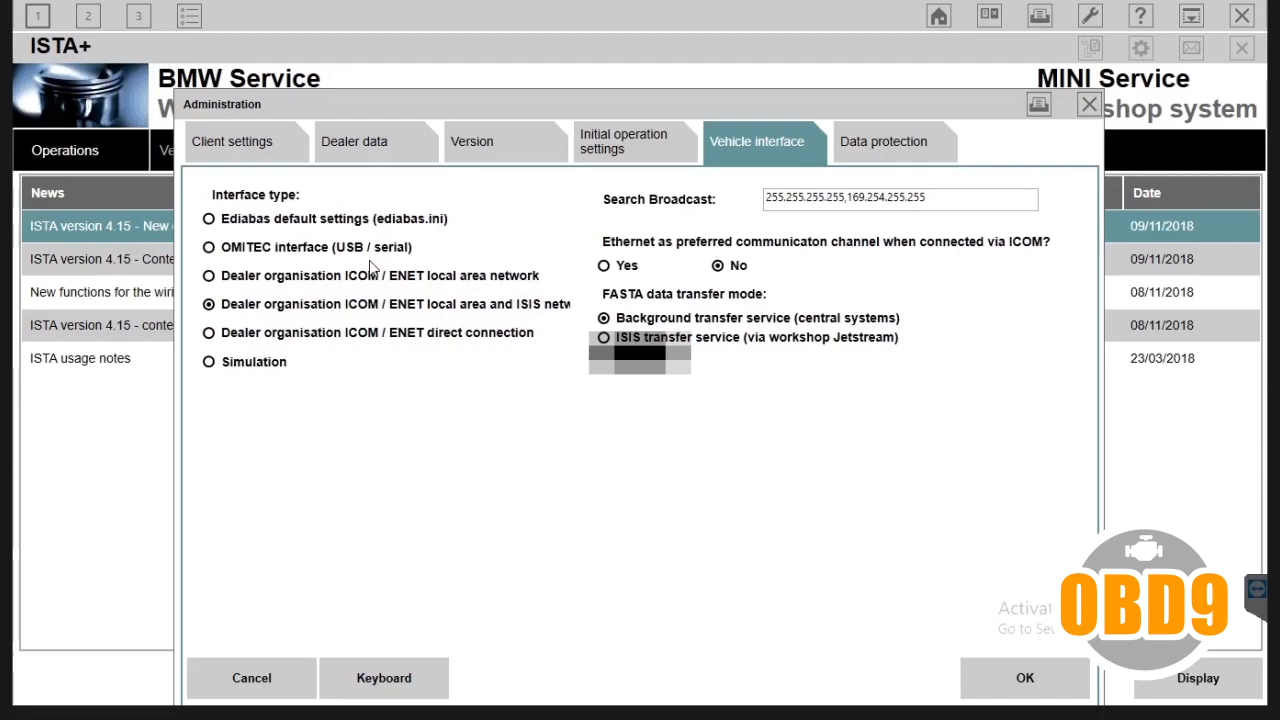 1 2 3
ISTA+
BMW Service
MINI Service
shop system
Administration
Client settings
Dealer data
Version
Initial operation
settings
Vehicle interface
Data protection
Operations
News
Date
ISTA version 4.15 - New
09/11/2018
ISTA version 4.15 - Conte
09/11/2018
New functions for the wiri
08/11/2018
ISTA version 4.15 - conte
08/11/2018
ISTA usage notes
23/03/2018
Interface type:
Ediabas default settings (ediabas.ini)
OMITEC interface (USB / serial)
Dealer organisation ICOM / ENET local area network
Dealer organisation ICOM / ENET local area and ISIS netw
Dealer organisation ICOM / ENET direct connection
Simulation
Search Broadcast:
255.255.255.255,169.254.255.255
Ethernet as preferred communicaton channel when connected via ICOM?
Yes
No
FASTA data transfer mode:
Background transfer service (central systems)
ISIS transfer service (via workshop Jetstream)
Activat
Go to Set
OBD9
Cancel
Keyboard
OK
Display